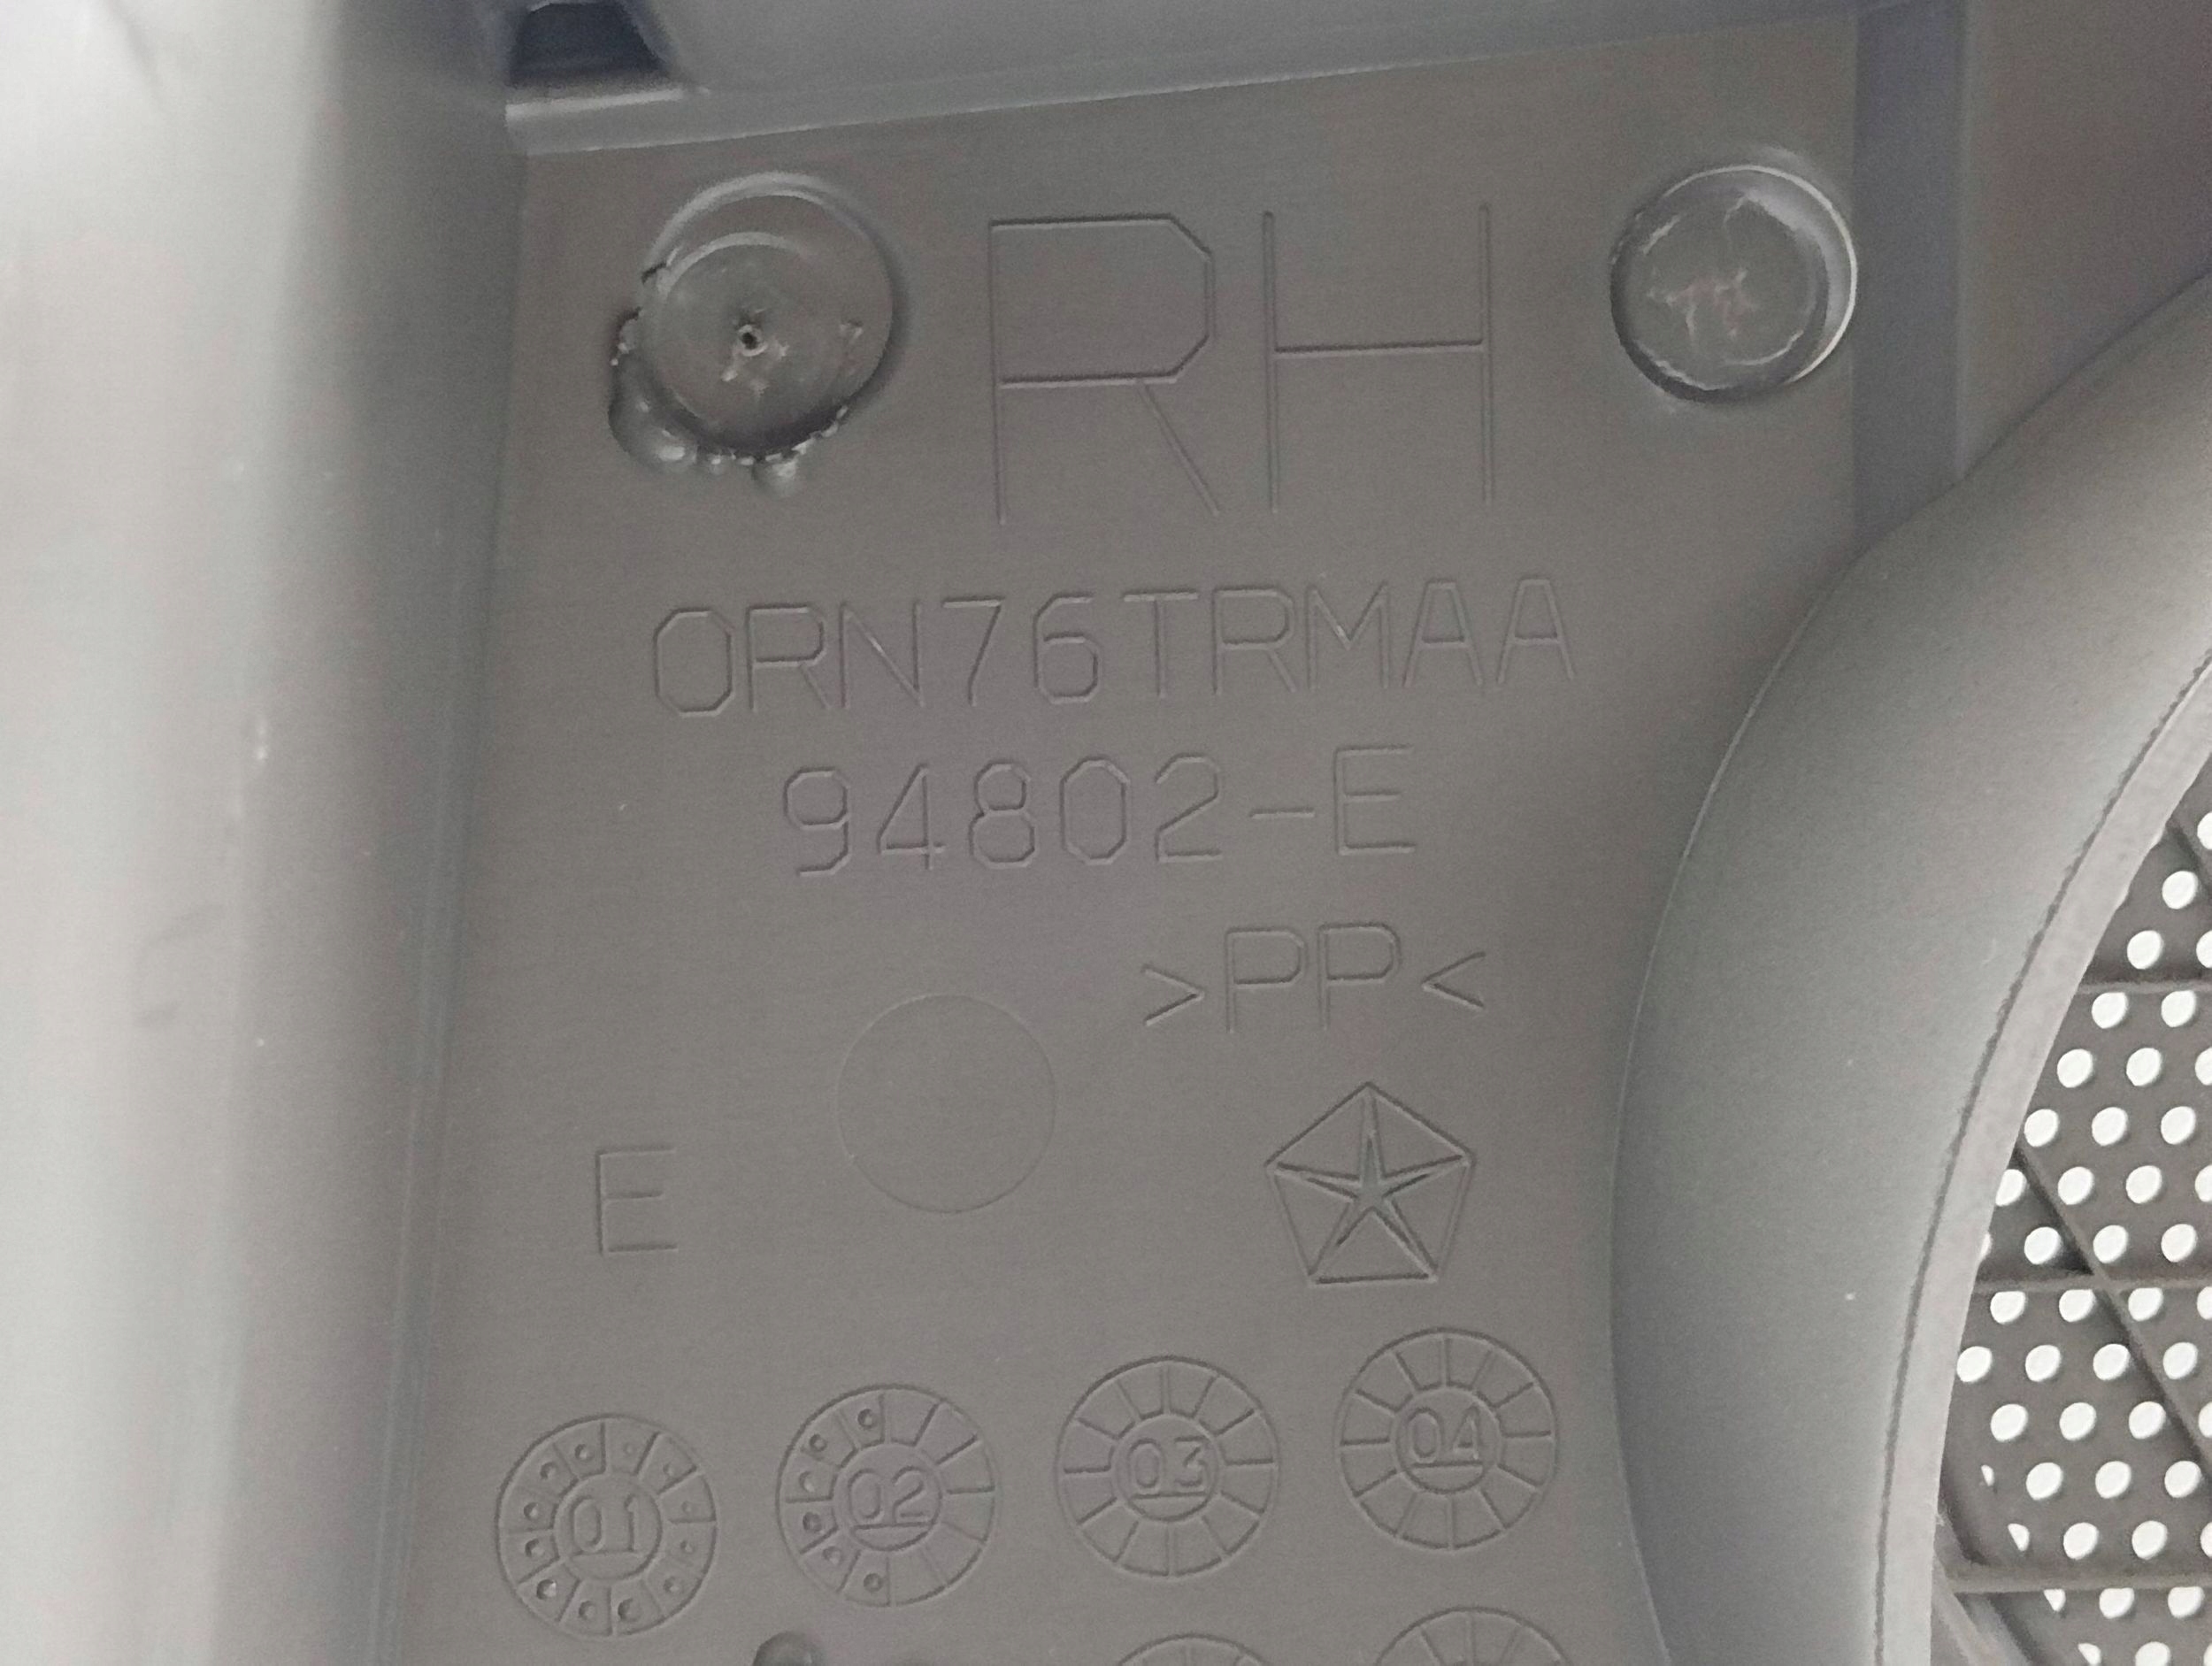 RH
0RN76TRMAA
94802-E
>PP<
E
01 02 03 04